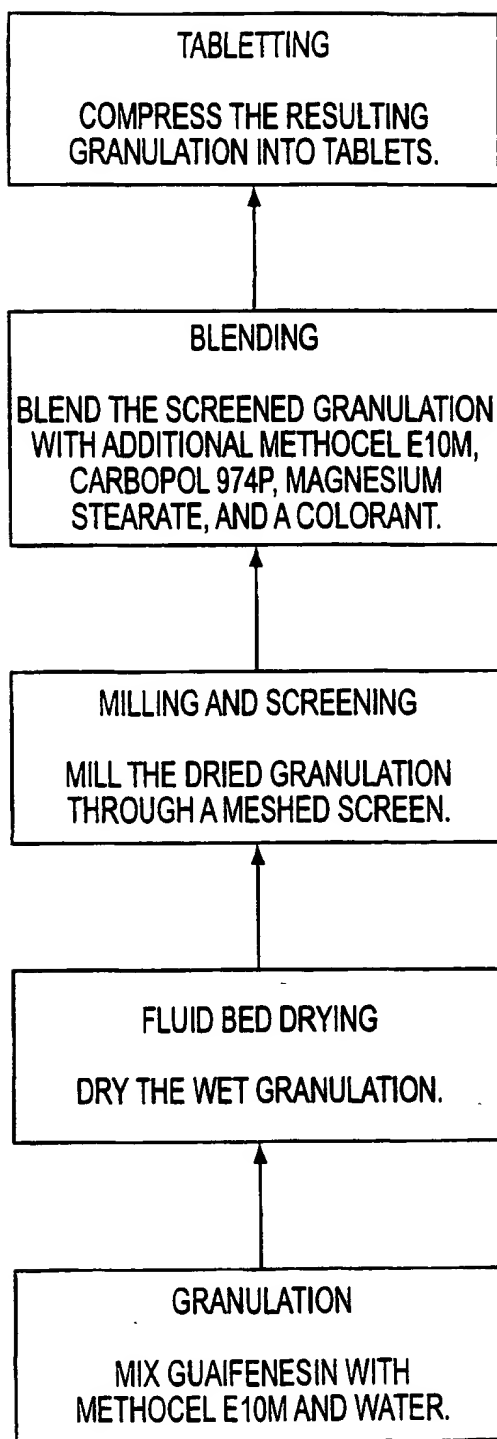 TABLETTING
COMPRESS THE RESULTING
GRANULATION INTO TABLETS.
BLENDING
BLEND THE SCREENED GRANULATION
WITH ADDITIONAL METHOCEL E10M,
CARBOPOL 974P, MAGNESIUM
STEARATE, AND A COLORANT.
MILLING AND SCREENING
MILL THE DRIED GRANULATION
THROUGH A MESHED SCREEN.
FLUID BED DRYING
DRY THE WET GRANULATION.
GRANULATION
MIX GUAIFENESIN WITH
METHOCEL E10M AND WATER.